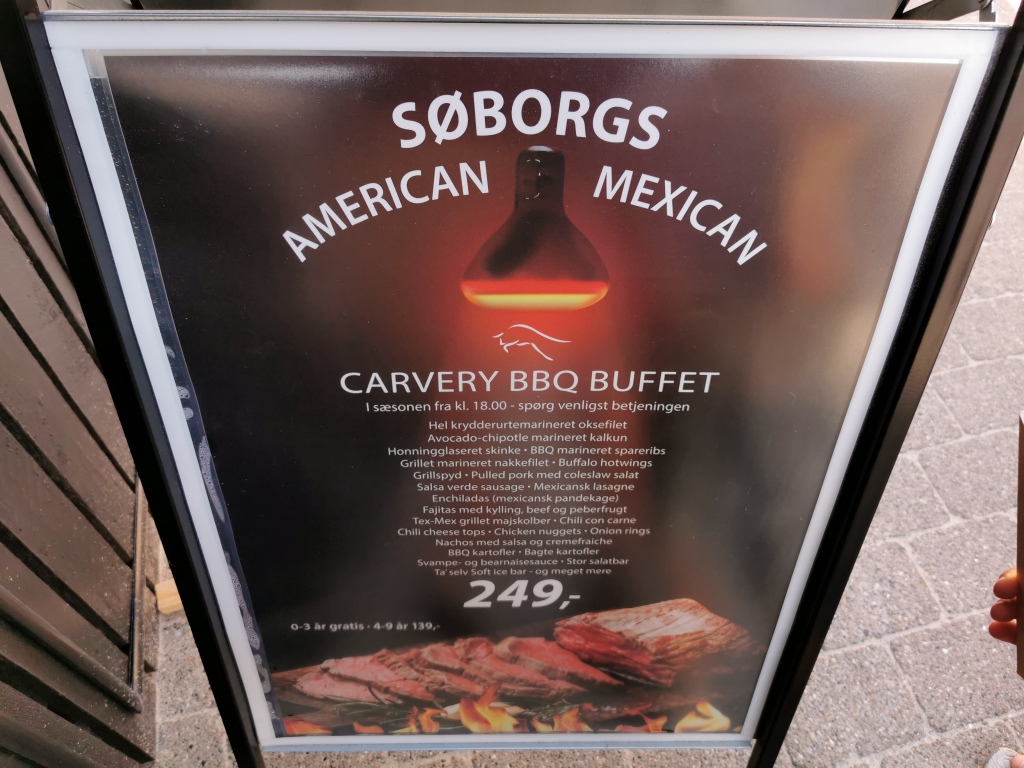 SØBORGS
AMERICAN MEXICAN
CARVERY BBQ BUFFET
I sæsonen fra kl. 18.00 - spørg venligst betjeningen
Hel krydderurtemarineret oksefilet
Avocado-chipotle marineret kalkun
Honningglaseret skinke • BBQ marineret spareribs
Grillet marineret nakkefilet • Buffalo hotwings
Grillspyd • Pulled pork med coleslaw salat
Salsa verde sausage • Mexicansk lasagne
Enchiladas (mexicansk pandekage)
Fajitas med kylling, beef og peberfrugt
Tex-Mex grillet majskolber • Chili con carne
Chili cheese tops • Chicken nuggets • Onion rings
Nachos med salsa og cremefraiche
BBQ kartofler • Bagte kartofler
Svampe- og bearnaisesauce • Stor salatbar
Ta' selv Soft ice bar - og meget mere
249,-
0-3 år gratis • 4-9 år 139,-